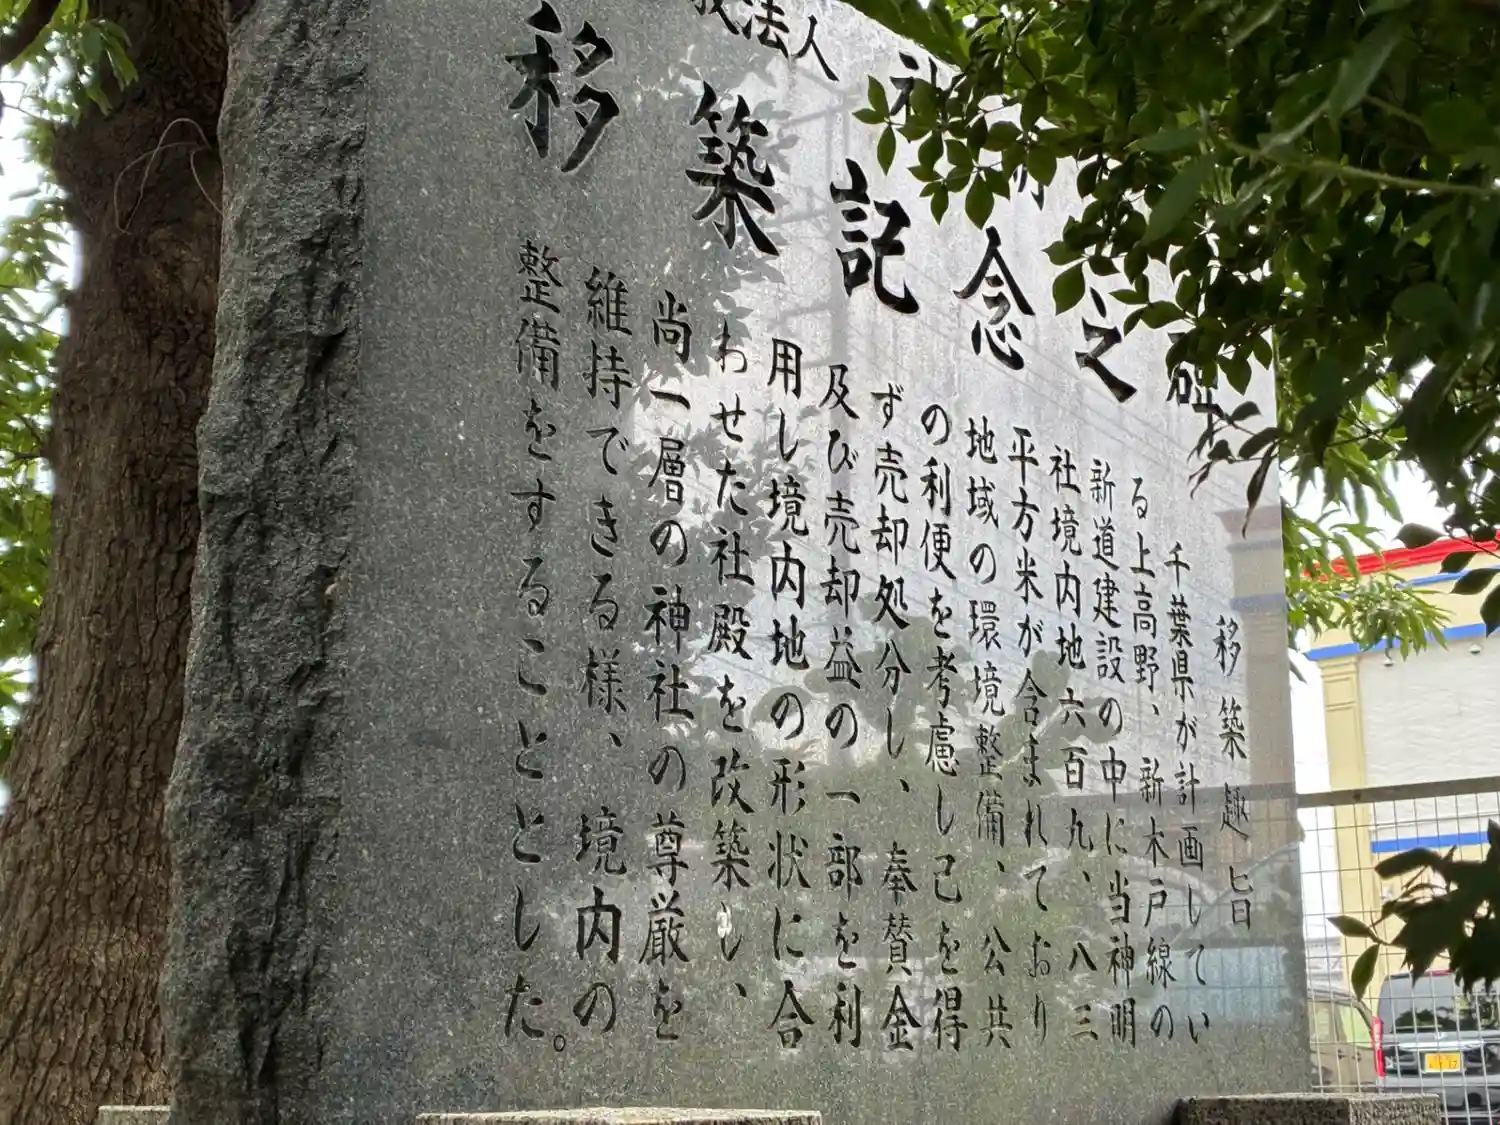 法人 神
移築記念之碑
移築趣旨
千葉県が計画してい
る上高野、新木戸線の
新道建設の中に当神明
社境内地六百九、八三
平方米が含まれており
地域の環境整備、公共
の利便を考慮し己を得
ず売却処分し、奉賛金
及び売却益の一部を利
用し境内地の形状に合
わせた社殿を改築し、
尚一層の神社の尊厳を
維持できる様、境内の
整備をすることとした。